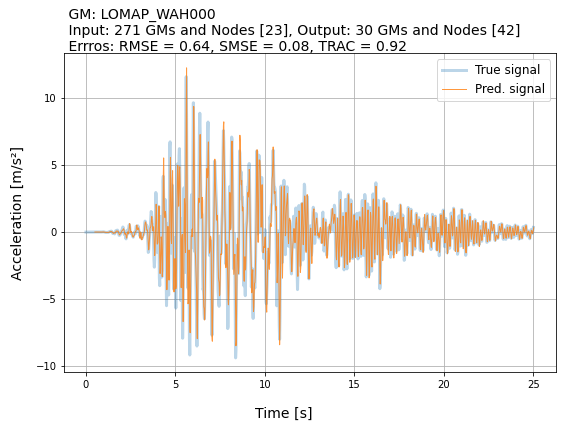 GM: LOMAP_WAH000
Input: 271 GMs and Nodes [23], Output: 30 GMs and Nodes [42]
Errros: RMSE = 0.64, SMSE = 0.08, TRAC = 0.92
True signal
Pred. signal
10
5
0
−5
−10
Acceleration [m/s²]
0 5 10 15 20 25
Time [s]